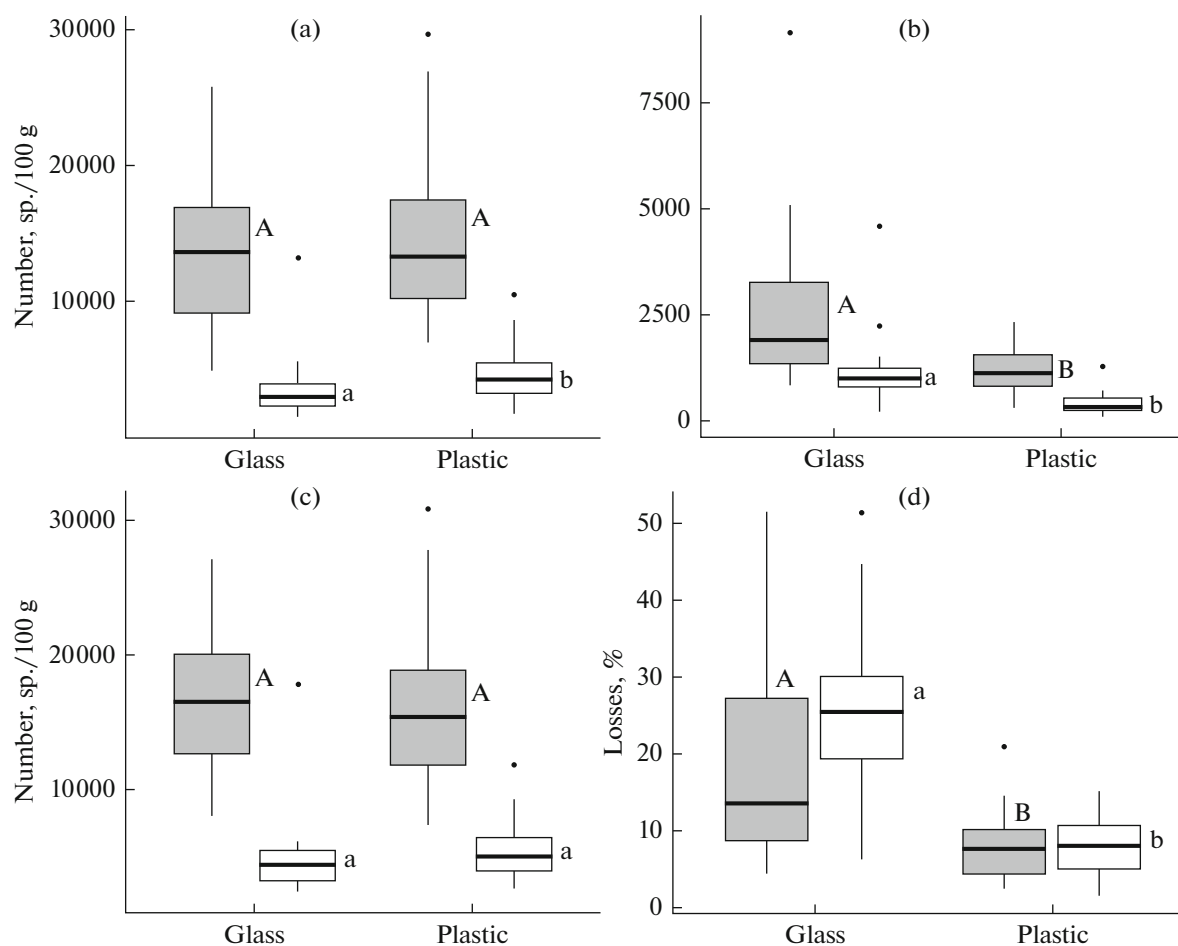 (a)
Number, sp./100 g
30000
20000
10000
A
a
A
b
Glass
Plastic
(b)
7500
5000
2500
0
A
a
B
b
Glass
Plastic
(c)
Number, sp./100 g
30000
20000
10000
A
a
A
a
Glass
Plastic
(d)
Losses, %
50
40
30
20
10
0
A
a
B
b
Glass
Plastic